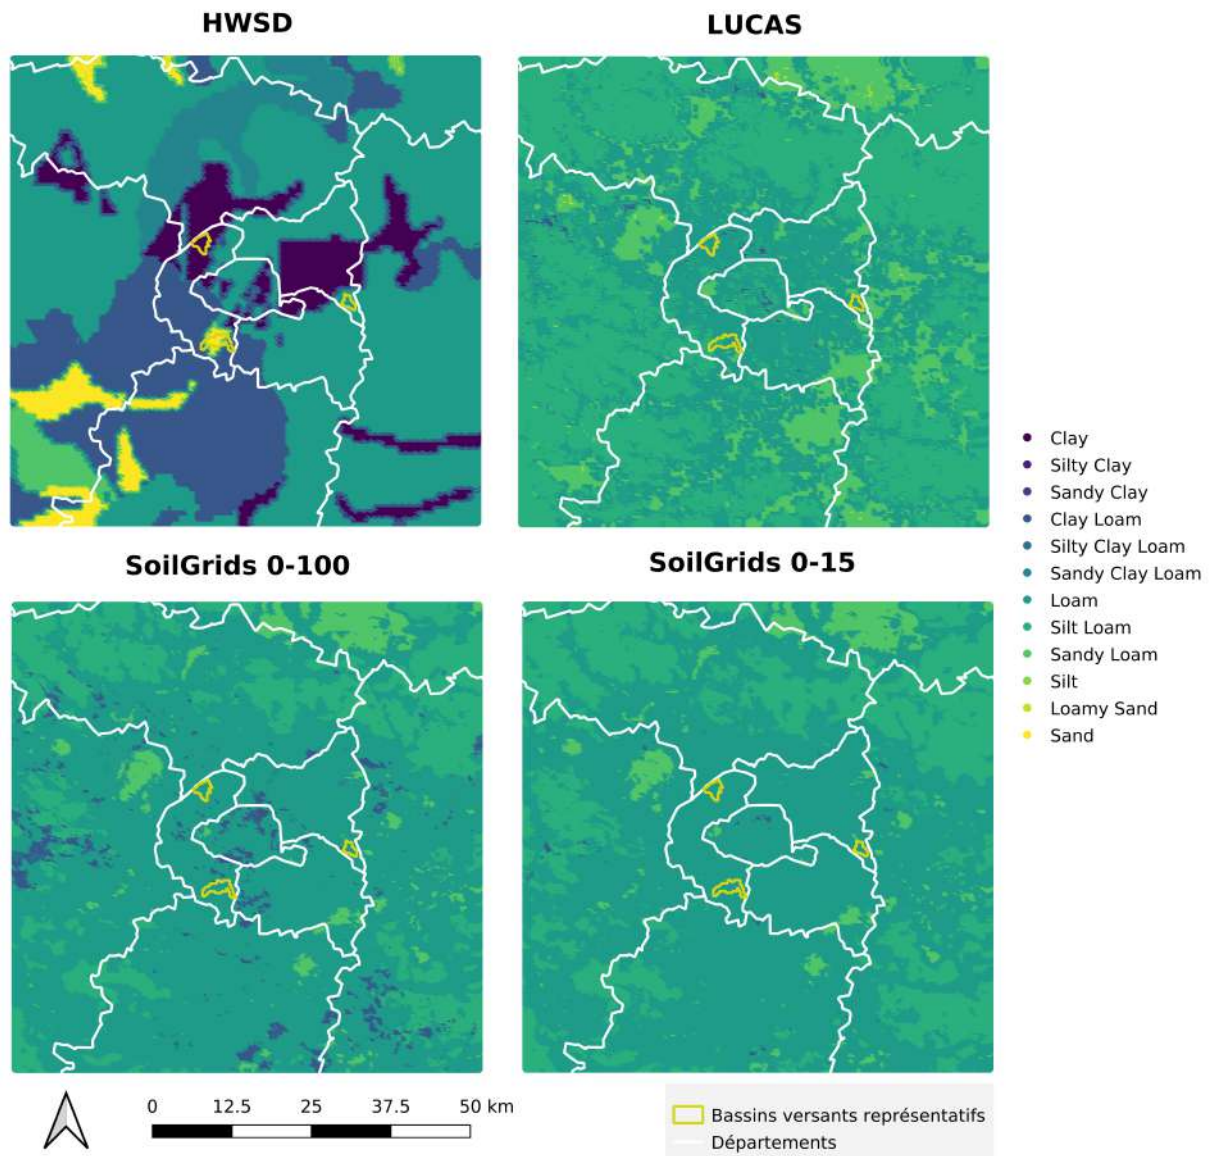 HWSD
LUCAS
Clay
Silty Clay
Sandy Clay
Clay Loam
Silty Clay Loam
Sandy Clay Loam
Loam
Silt Loam
Sandy Loam
Silt
Loamy Sand
Sand
SoilGrids 0-100
SoilGrids 0-15
0 12.5 25 37.5 50 km
Bassins versants représentatifs
Départements